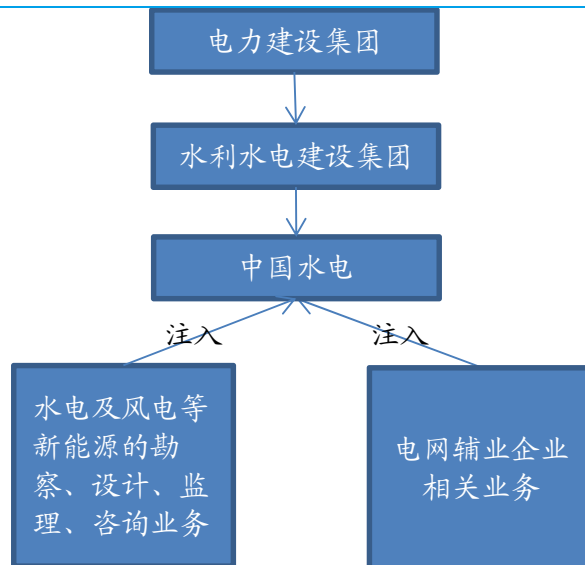 电力建设集团
水利水电建设集团
中国水电
注入
注入
水电及风电等
新能源的勘
察、设计、监
理、咨询业务
电网辅业企业
相关业务